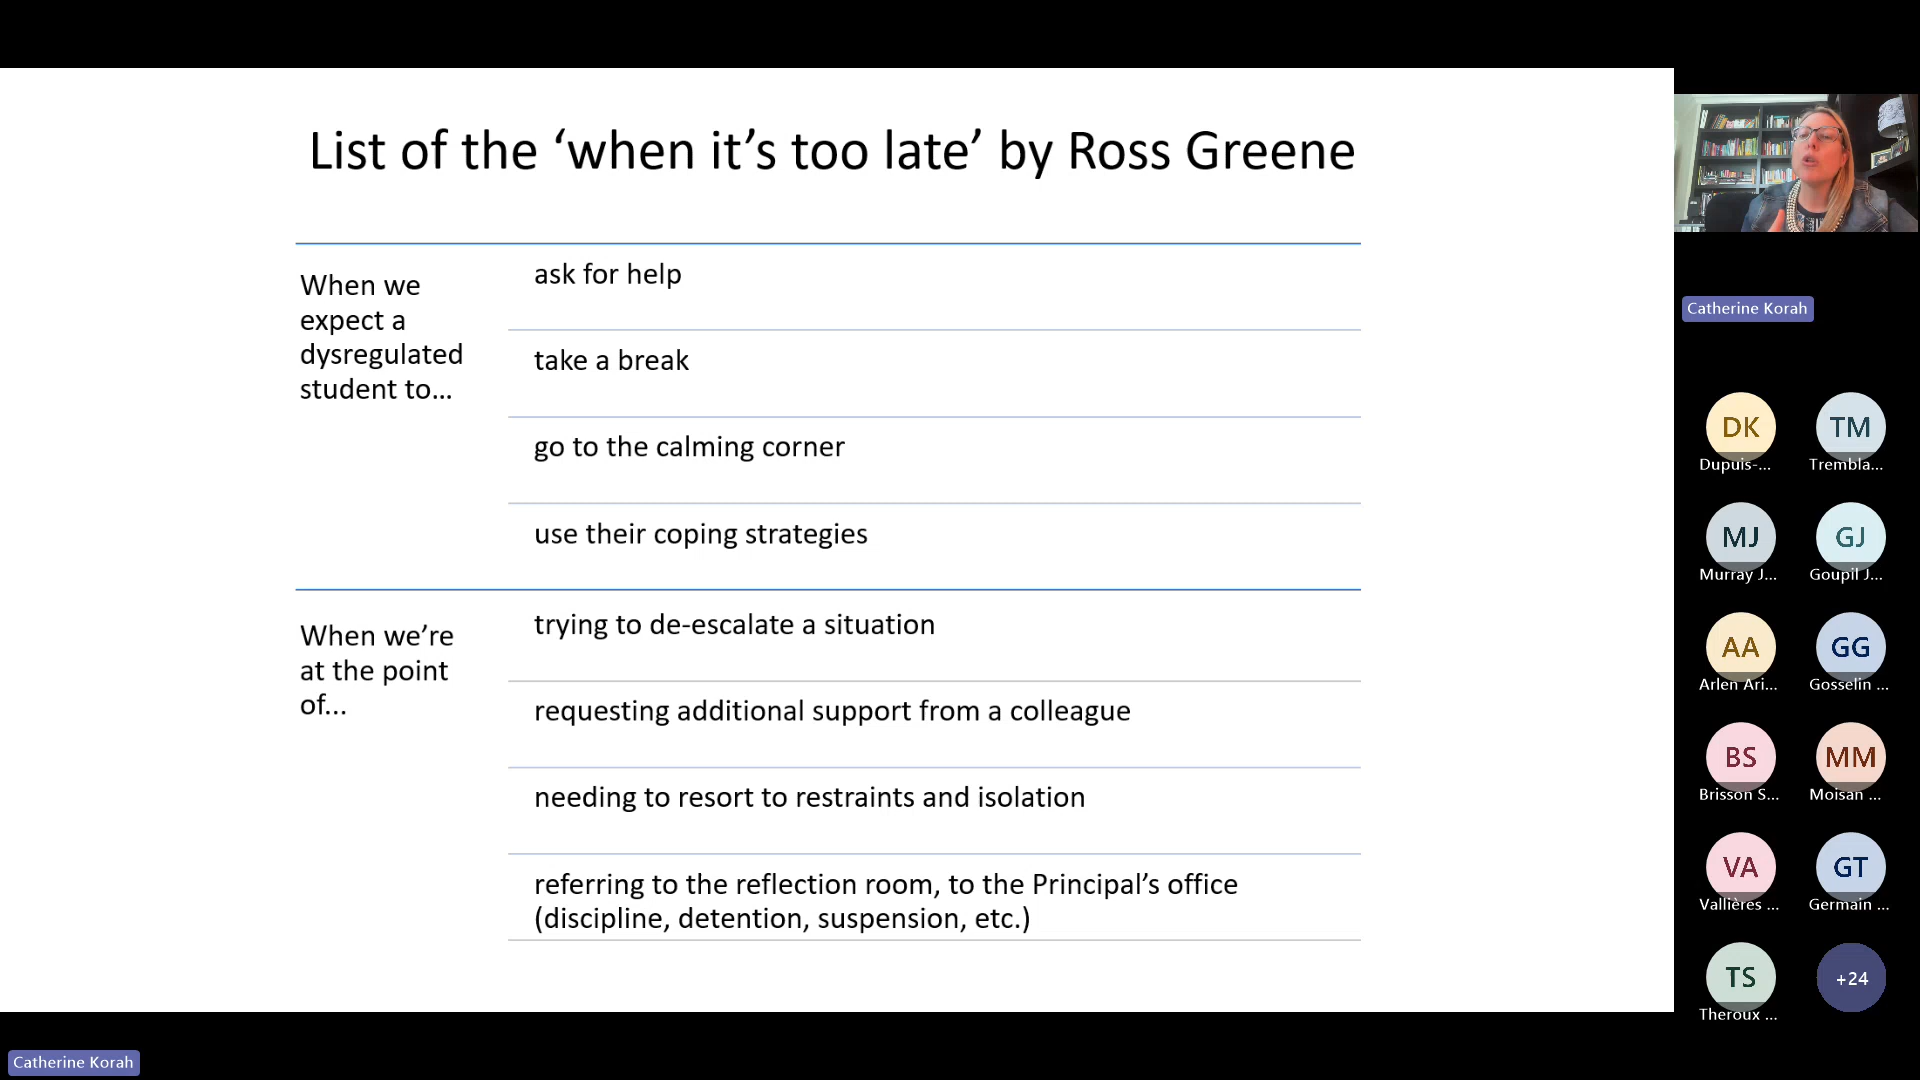 List of the ‘when it’s too late’ by Ross Greene
When we
expect a
dysregulated
student to...
ask for help
take a break
go to the calming corner
use their coping strategies
When we’re
at the point
of...
trying to de-escalate a situation
requesting additional support from a colleague
needing to resort to restraints and isolation
referring to the reflection room, to the Principal’s office
(discipline, detention, suspension, etc.)
Catherine Korah
DK
Dupuis-...
TM
Trembla...
MJ
Murray J...
GJ
Goupil J...
AA
Arlen Ari...
GG
Gosselin ...
BS
Brisson S...
MM
Moisan ...
VA
Vallières ...
GT
Germain ...
TS
Theroux ...
+24
Catherine Korah